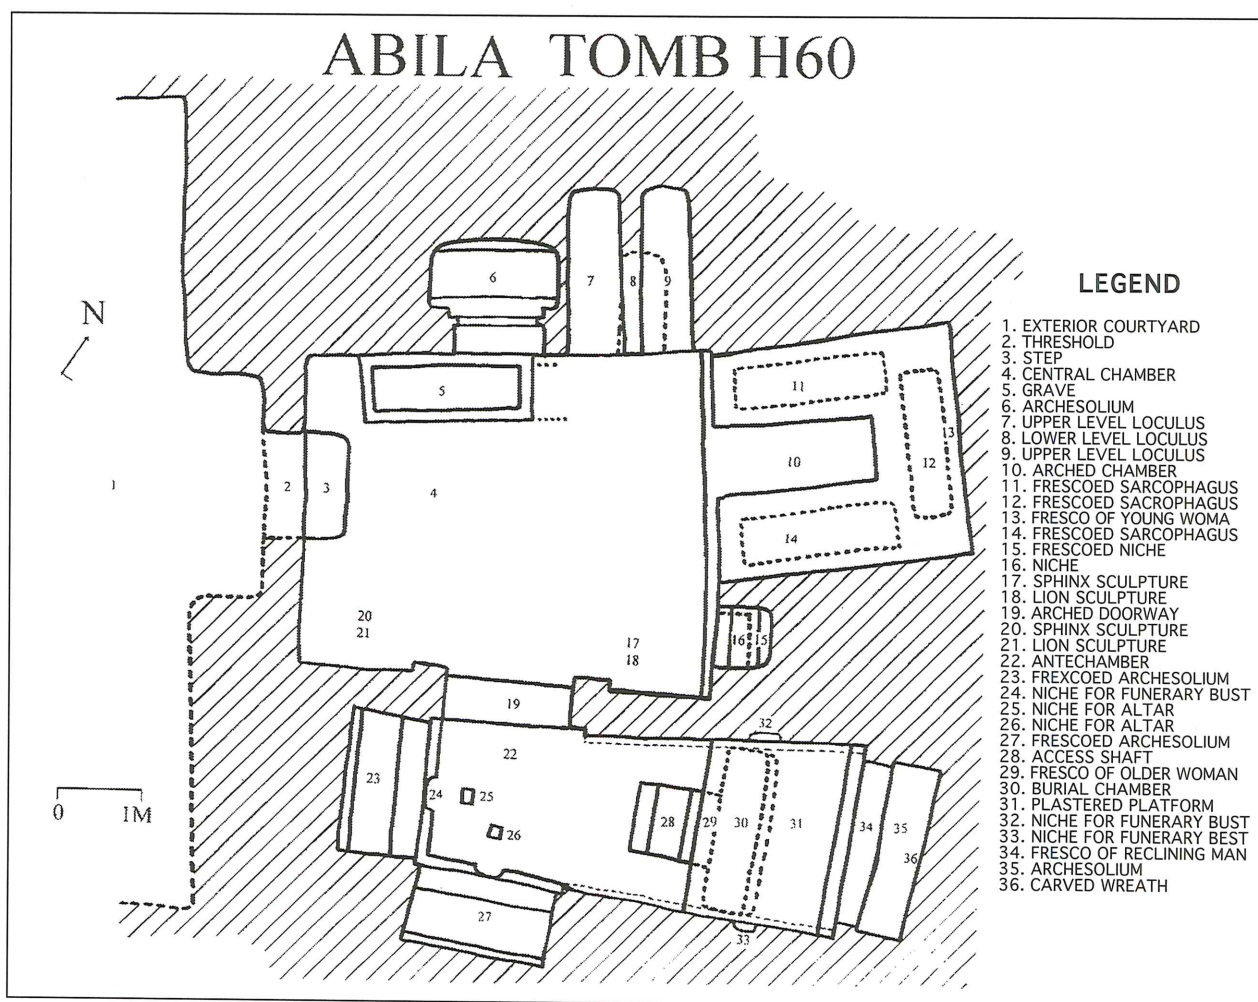 ABILA TOMB H60
N
0 1M
1
2
3
4
5
6
7
8
9
10
11
12
13
14
15
16
17
18
19
20
21
22
23
24
25
26
27
28
29
30
31
32
33
34
35
36
LEGEND
1. EXTERIOR COURTYARD
2. THRESHOLD
3. STEP
4. CENTRAL CHAMBER
5. GRAVE
6. ARCHESOLIUM
7. UPPER LEVEL LOCULUS
8. LOWER LEVEL LOCULUS
9. UPPER LEVEL LOCULUS
10. ARCHED CHAMBER
11. FRESCOED SARCOPHAGUS
12. FRESCOED SACROPHAGUS
13. FRESCO OF YOUNG WOMA
14. FRESCOED SARCOPHAGUS
15. FRESCOED NICHE
16. NICHE
17. SPHINX SCULPTURE
18. LION SCULPTURE
19. ARCHED DOORWAY
20. SPHINX SCULPTURE
21. LION SCULPTURE
22. ANTECHAMBER
23. FREXCOED ARCHESOLIUM
24. NICHE FOR FUNERARY BUST
25. NICHE FOR ALTAR
26. NICHE FOR ALTAR
27. FRESCOED ARCHESOLIUM
28. ACCESS SHAFT
29. FRESCO OF OLDER WOMAN
30. BURIAL CHAMBER
31. PLASTERED PLATFORM
32. NICHE FOR FUNERARY BUST
33. NICHE FOR FUNERARY BEST
34. FRESCO OF RECLINING MAN
35. ARCHESOLIUM
36. CARVED WREATH